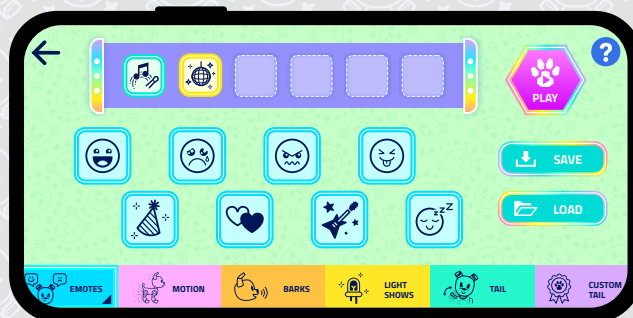 ?
PLAY
SAVE
LOAD
EMOTES
MOTION
BARKS
LIGHT
SHOWS
TAIL
CUSTOM
TAIL